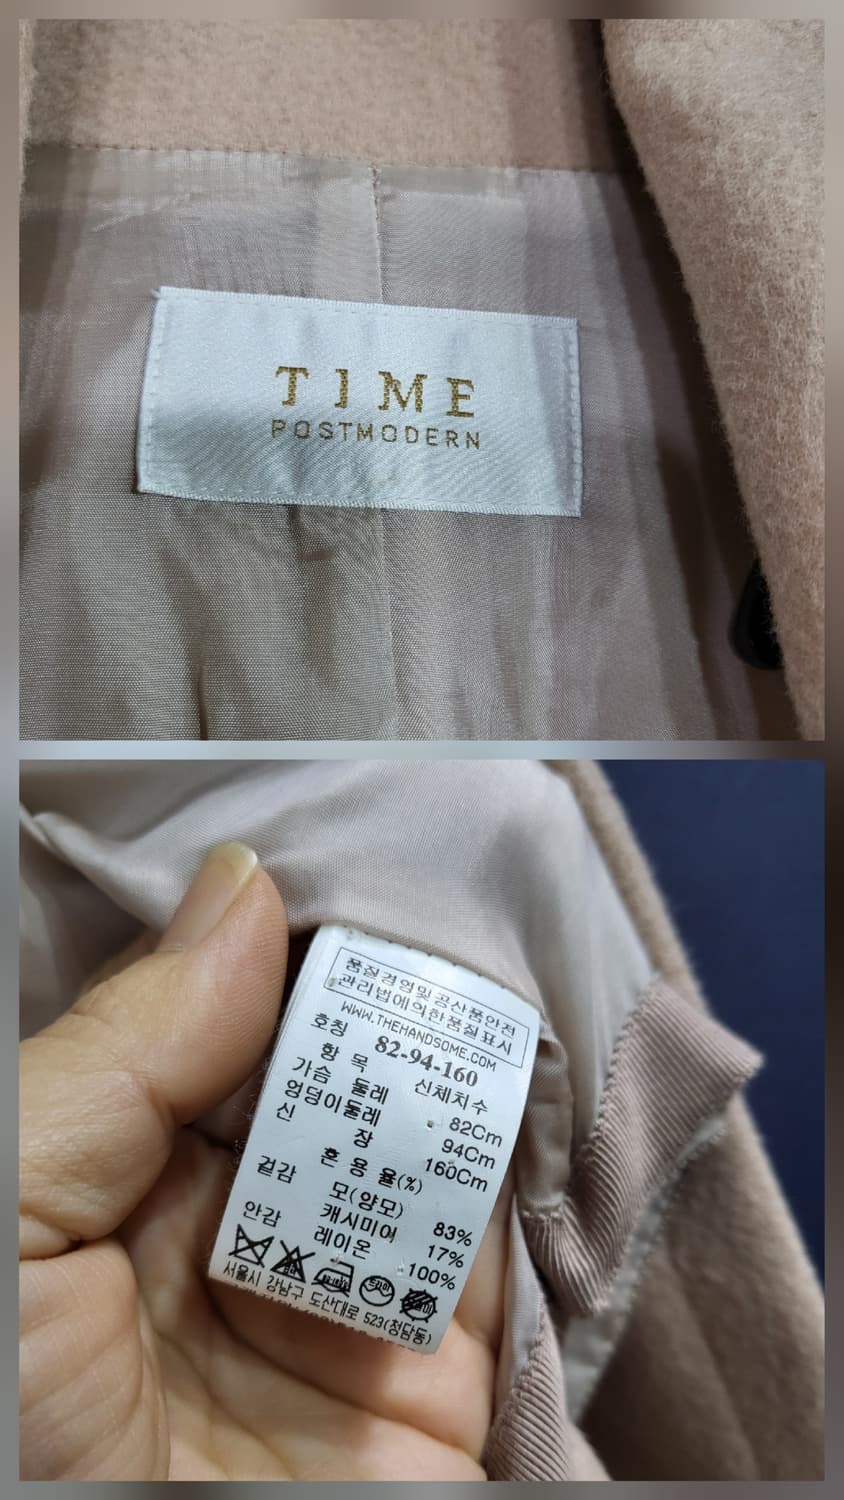 TIME
POSTMODERN
품질경영및공산품안전
관리법에의한품질표시
WWW.THEHANDSOME.COM
호칭 82-94-160
항 목 신체치수
가슴 둘레 82Cm
엉덩이둘레 94Cm
신 장 160Cm
혼 용 율(%)
겉감 모(양모) 83%
캐시미어 17%
안감 레이온 100%
드라이
서울시 강남구 도산대로 523(청담동)